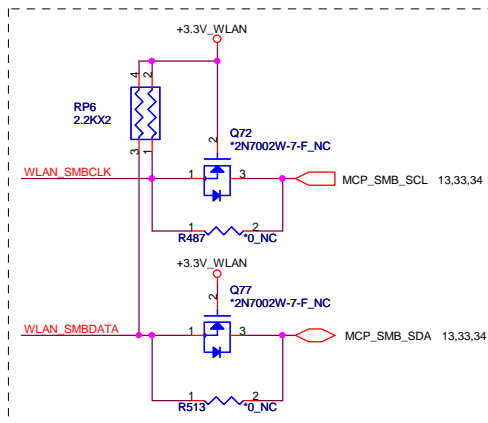 +3.3V_WLAN
4
2
RP6
2.2KX2
3
1
Q72
*2N7002W-7-F_NC
2
WLAN_SMBCLK
1
3
MCP_SMB_SCL 13,33,34
1
2
R487
*0_NC
+3.3V_WLAN
Q77
*2N7002W-7-F_NC
2
WLAN_SMBDATA
1
3
MCP_SMB_SDA 13,33,34
1
2
R513
*0_NC